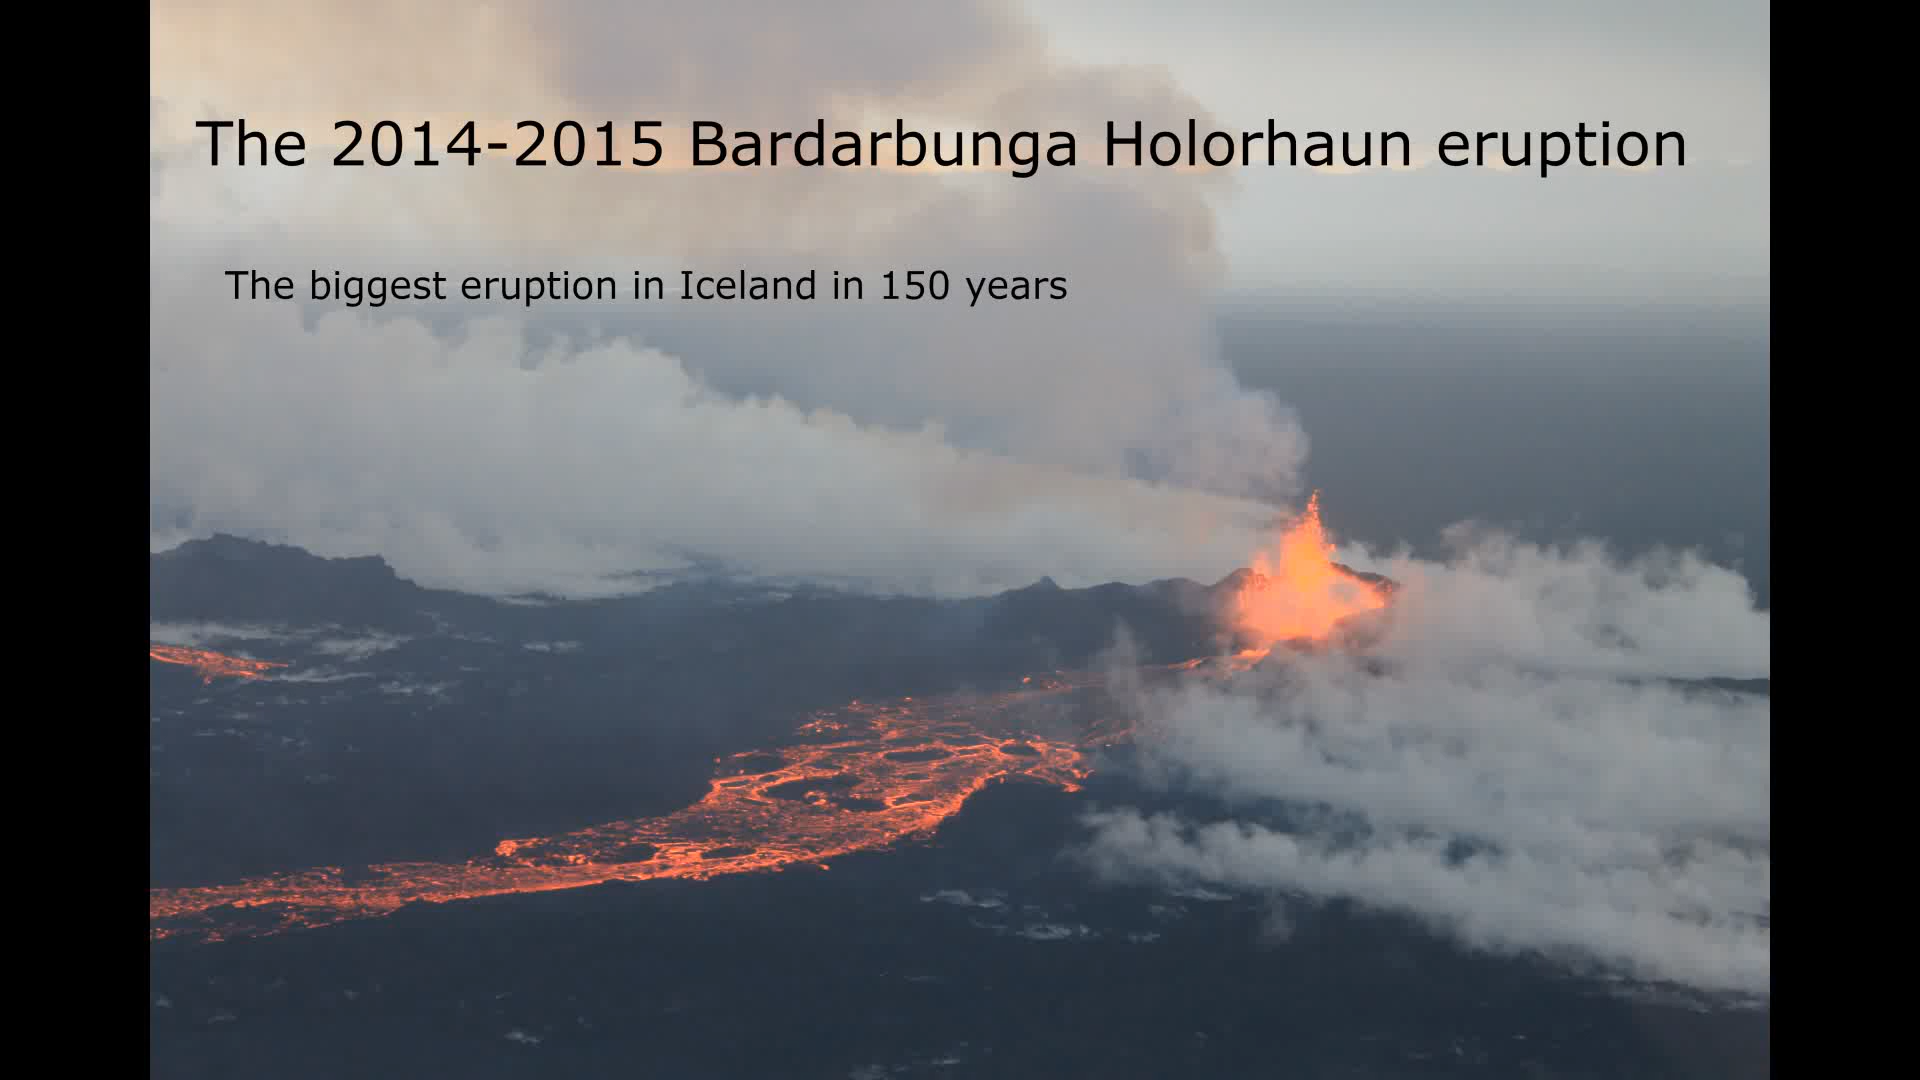 The 2014-2015 Bardarbunga Holorhaun eruption
The biggest eruption in Iceland in 150 years